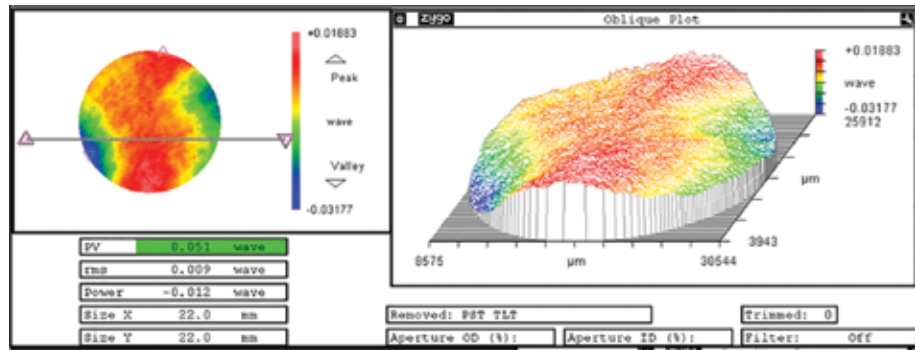 zygo Oblique Plot
+0.01883
Peak
wave
Valley
-0.03177
+0.01883
wave
-0.03177
25912
µm
3943
8575 µm 30544
PV 0.051 wave
rms 0.009 wave
Power -0.012 wave
Size X 22.0 mm
Size Y 22.0 mm
Removed: PST TLT
Trimmed: 0
Aperture OD (%):
Aperture ID (%):
Filter: Off